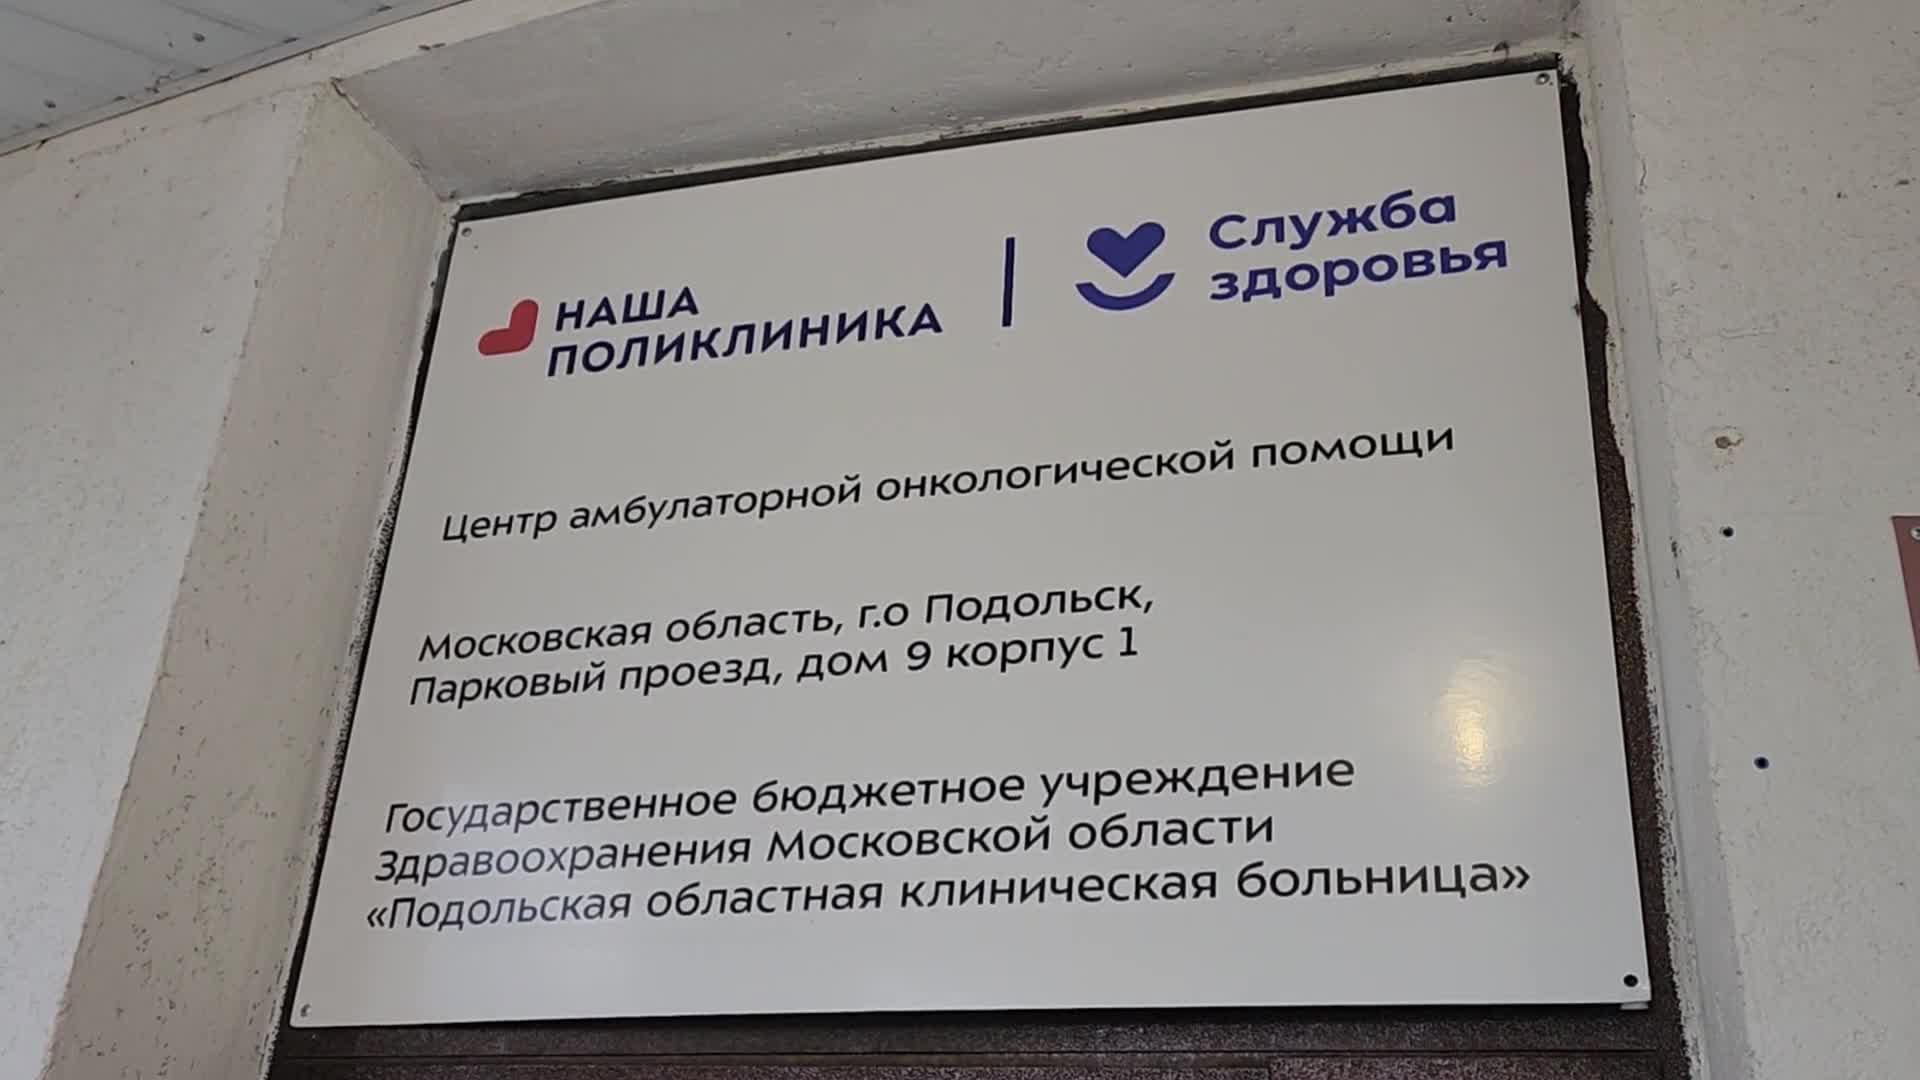 НАША
ПОЛИКЛИНИКА
Служба
здоровья
Центр амбулаторной онкологической помощи
Московская область, г.о Подольск,
Парковый проезд, дом 9 корпус 1
Государственное бюджетное учреждение
Здравоохранения Московской области
«Подольская областная клиническая больница»